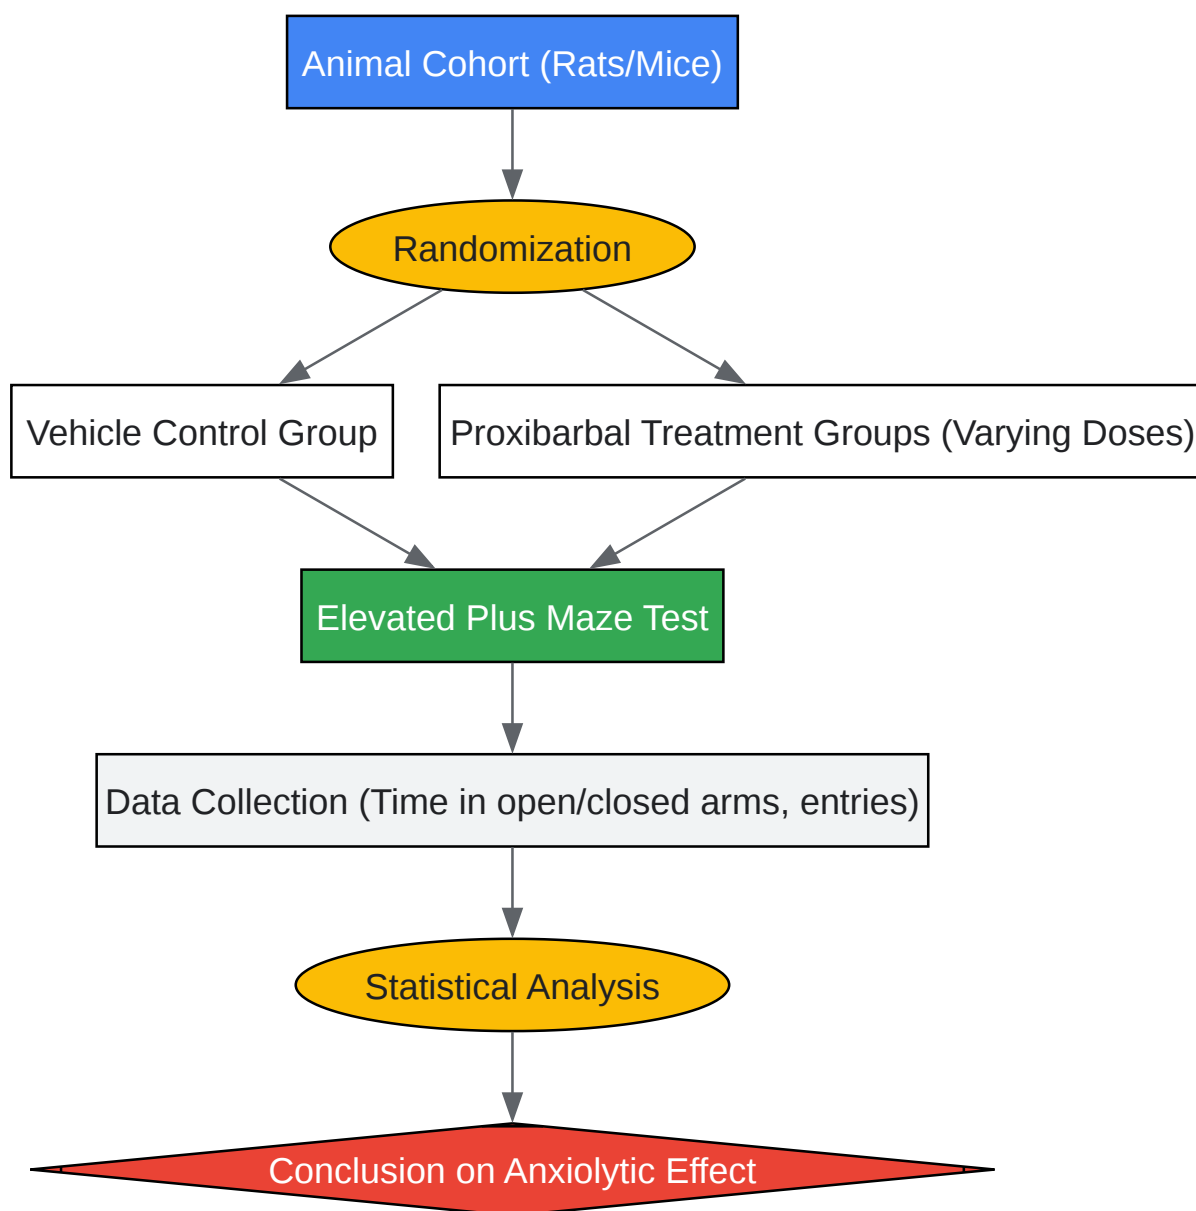 Animal Cohort (Rats/Mice)
Randomization
Vehicle Control Group
Proxibarbal Treatment Groups (Varying Doses)
Elevated Plus Maze Test
Data Collection (Time in open/closed arms, entries)
Statistical Analysis
Conclusion on Anxiolytic Effect